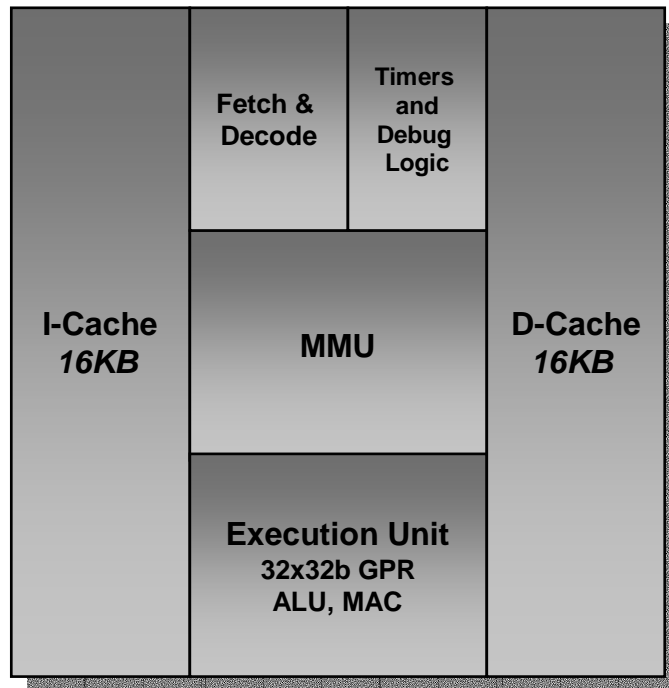 Fetch &
Decode
Timers
and
Debug
Logic
I-Cache
16KB
MMU
D-Cache
16KB
Execution Unit
32x32b GPR
ALU, MAC